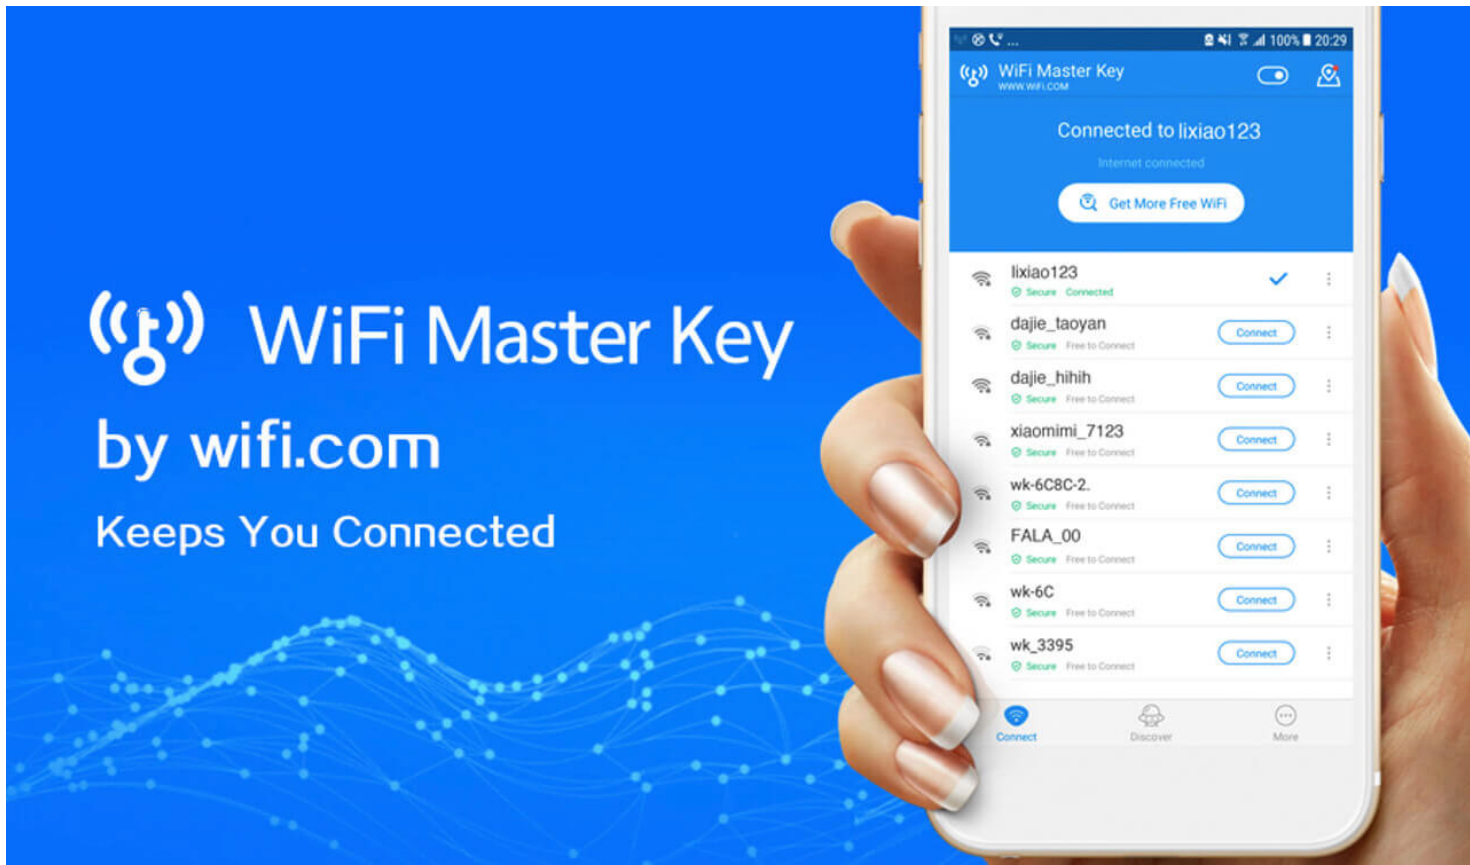 WiFi Master Key
by wifi.com
Keeps You Connected
... 100% 20:29
WiFi Master Key
WWW.WIFI.COM
Connected to lixiao123
Internet connected
Get More Free WiFi
lixiao123
Secure Connected
dajie_taoyan
Secure Free to Connect
Connect
dajie_hihih
Secure Free to Connect
Connect
xiaomimi_7123
Secure Free to Connect
Connect
wk-6C8C-2.
Secure Free to Connect
Connect
FALA_00
Secure Free to Connect
Connect
wk-6C
Secure Free to Connect
Connect
wk_3395
Secure Free to Connect
Connect
Connect Discover More